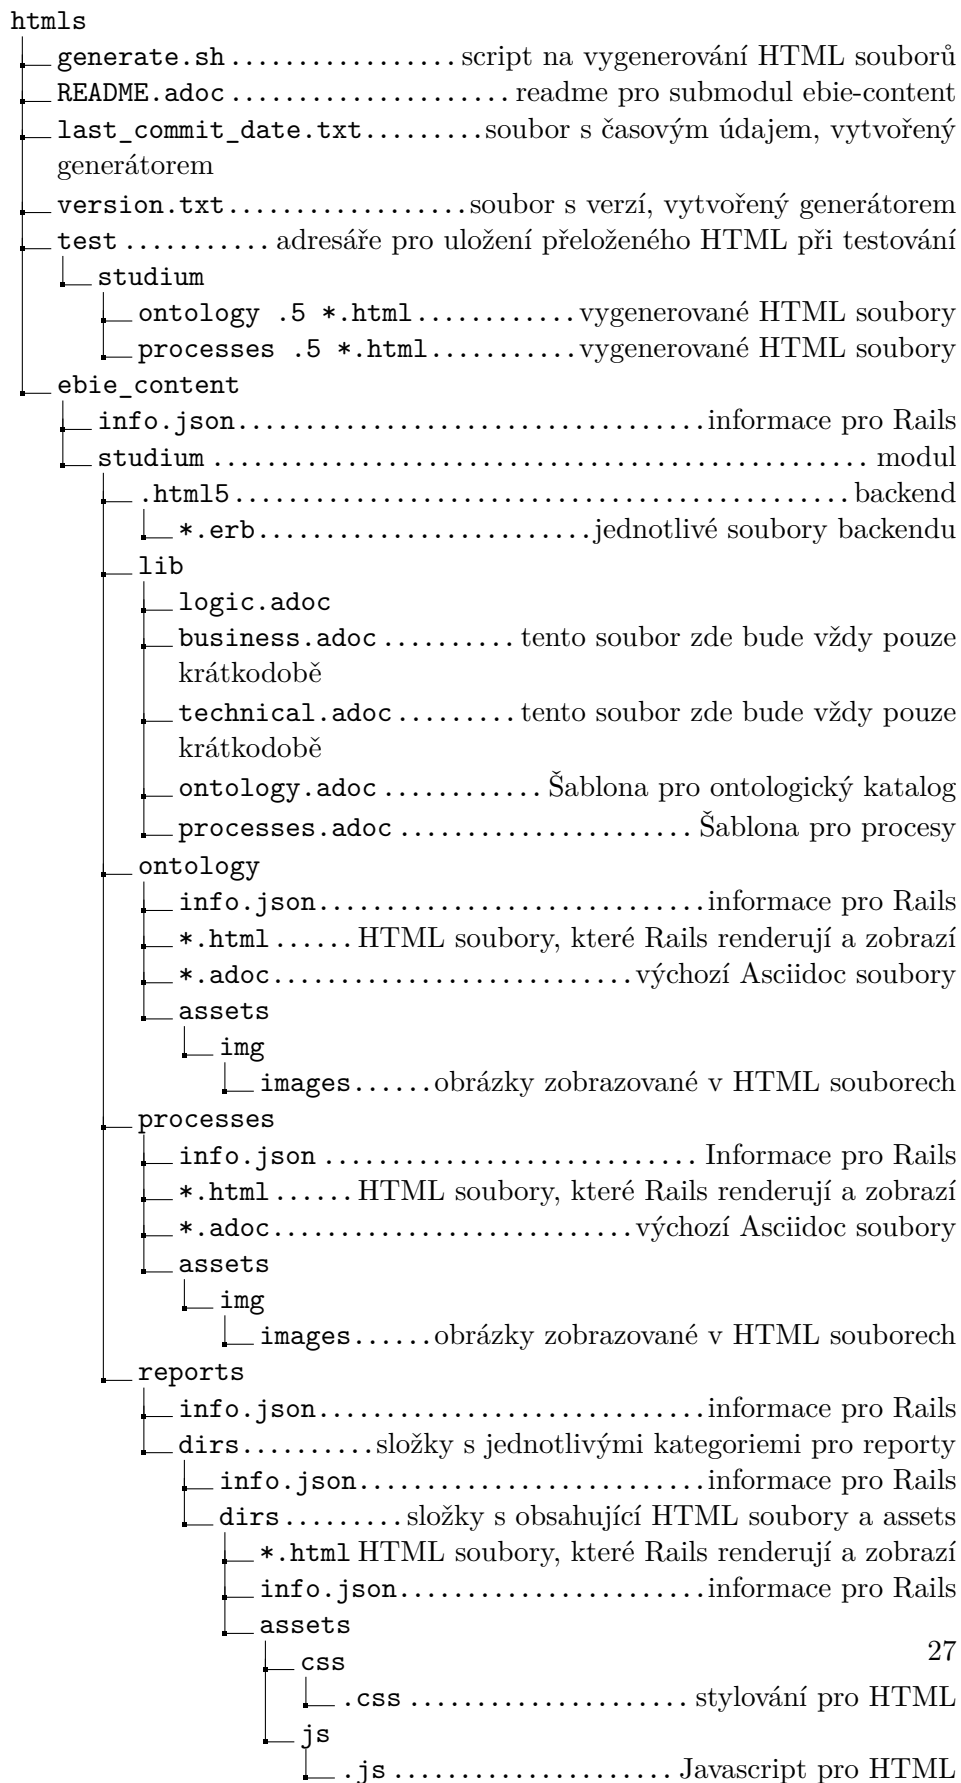 htmls
generate.sh.................script na vygenerování HTML souborů
README.adoc.....................readme pro submodul ebie-content
last_commit_date.txt.........soubor s časovým údajem, vytvořený
generátorem
version.txt..................soubor s verzí, vytvořený generátorem
test...........adresáře pro uložení přeloženého HTML při testování
studium
ontology .5 *.html............vygenerované HTML soubory
processes .5 *.html...........vygenerované HTML soubory
ebie_content
info.json...................................informace pro Rails
studium.................................................modul
.html5..............................................backend
*.erb.........................jednotlivé soubory backendu
lib
logic.adoc
business.adoc..........tento soubor zde bude vždy pouze
krátkodobě
technical.adoc.........tento soubor zde bude vždy pouze
krátkodobě
ontology.adoc............Šablona pro ontologický katalog
processes.adoc......................Šablona pro procesy
ontology
info.json.............................informace pro Rails
*.html......HTML soubory, které Rails renderují a zobrazí
*.adoc...........................výchozí Asciidoc soubory
assets
img
images......obrázky zobrazované v HTML souborech
processes
info.json............................Informace pro Rails
*.html......HTML soubory, které Rails renderují a zobrazí
*.adoc...........................výchozí Asciidoc soubory
assets
img
images......obrázky zobrazované v HTML souborech
reports
info.json.............................informace pro Rails
dirs..........složky s jednotlivými kategoriemi pro reporty
info.json..........................informace pro Rails
dirs.........složky s obsahující HTML soubory a assets
*.html HTML soubory, které Rails renderují a zobrazí
info.json.......................informace pro Rails
assets
27
css
.css.....................stylování pro HTML
js
.js.....................Javascript pro HTML